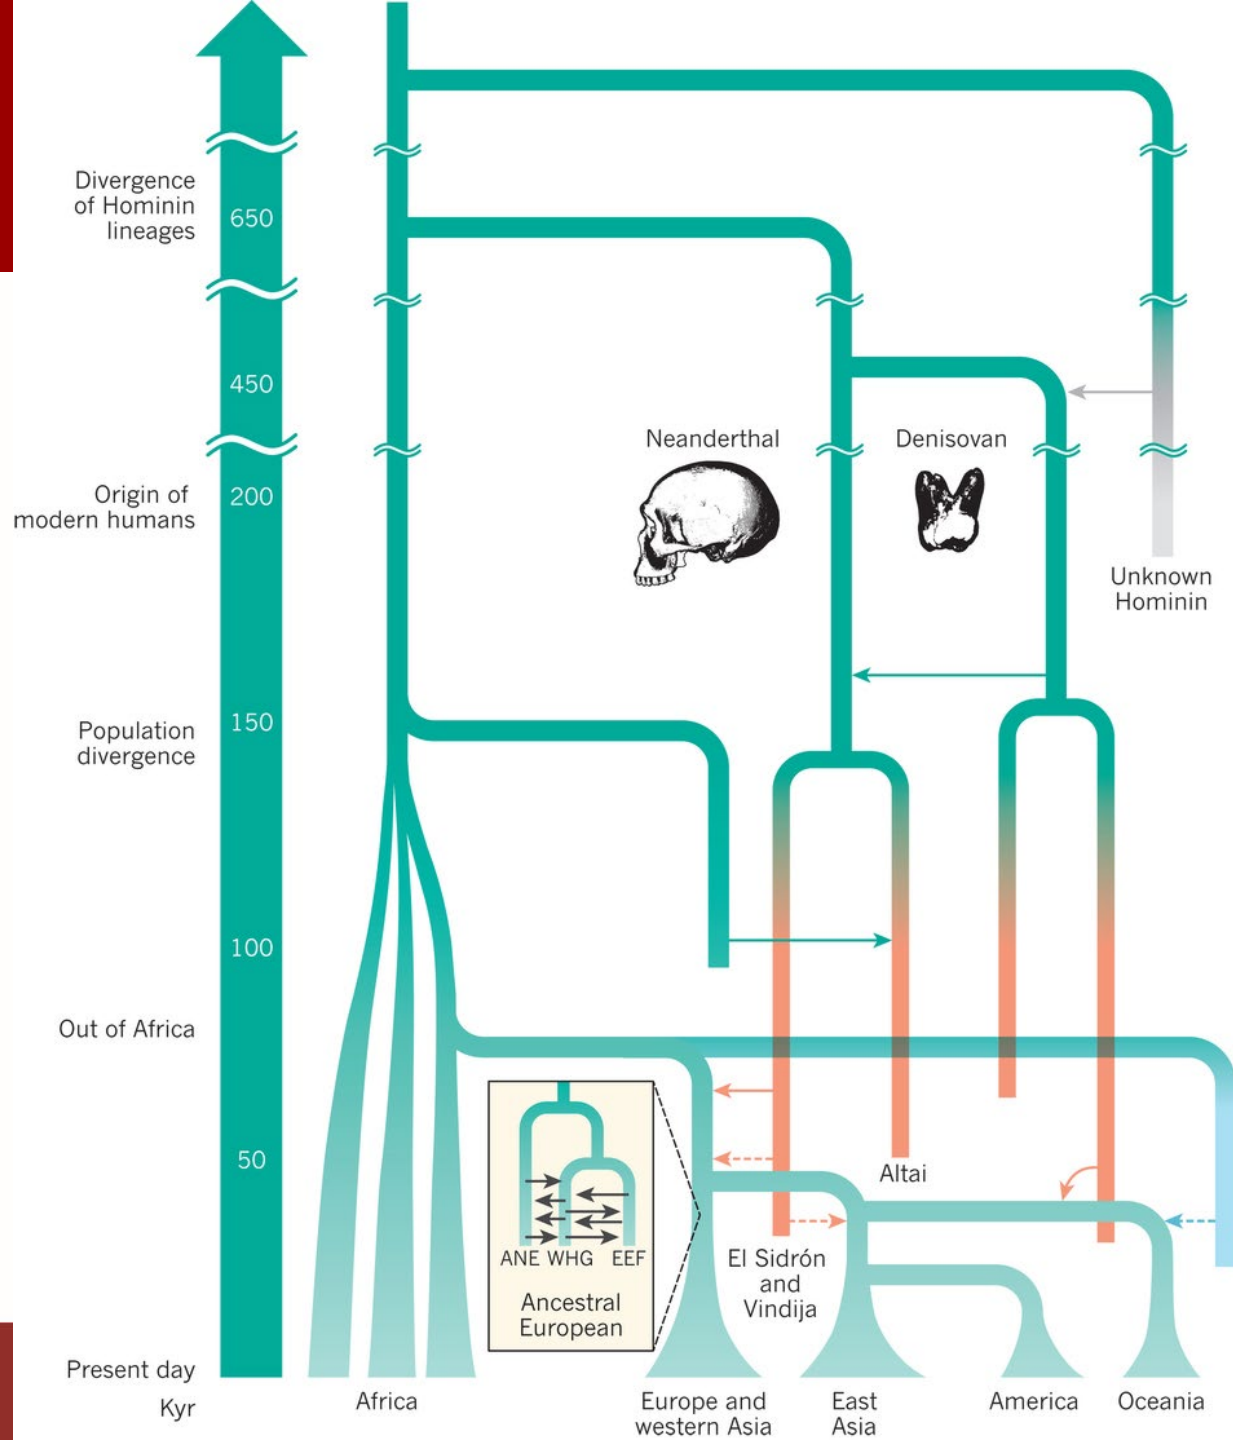 Divergence
of Hominin
lineages
650
450
Neanderthal
Denisovan
Origin of
modern humans
200
Unknown
Hominin
Population
divergence
150
100
Out of Africa
50
Altai
ANE WHG EEF
Ancestral
European
El Sidrón
and
Vindija
Present day
Kyr
Africa
Europe and
western Asia
East
Asia
America
Oceania